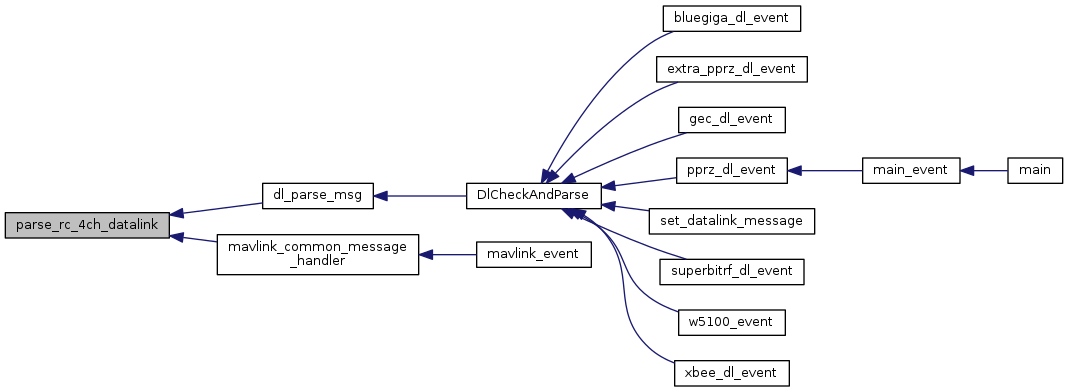 bluegiga_dl_event
extra_pprz_dl_event
gec_dl_event
pprz_dl_event
main_event
main
dl_parse_msg
DlCheckAndParse
parse_rc_4ch_datalink
set_datalink_message
mavlink_common_message
_handler
mavlink_event
superbitrf_dl_event
w5100_event
xbee_dl_event